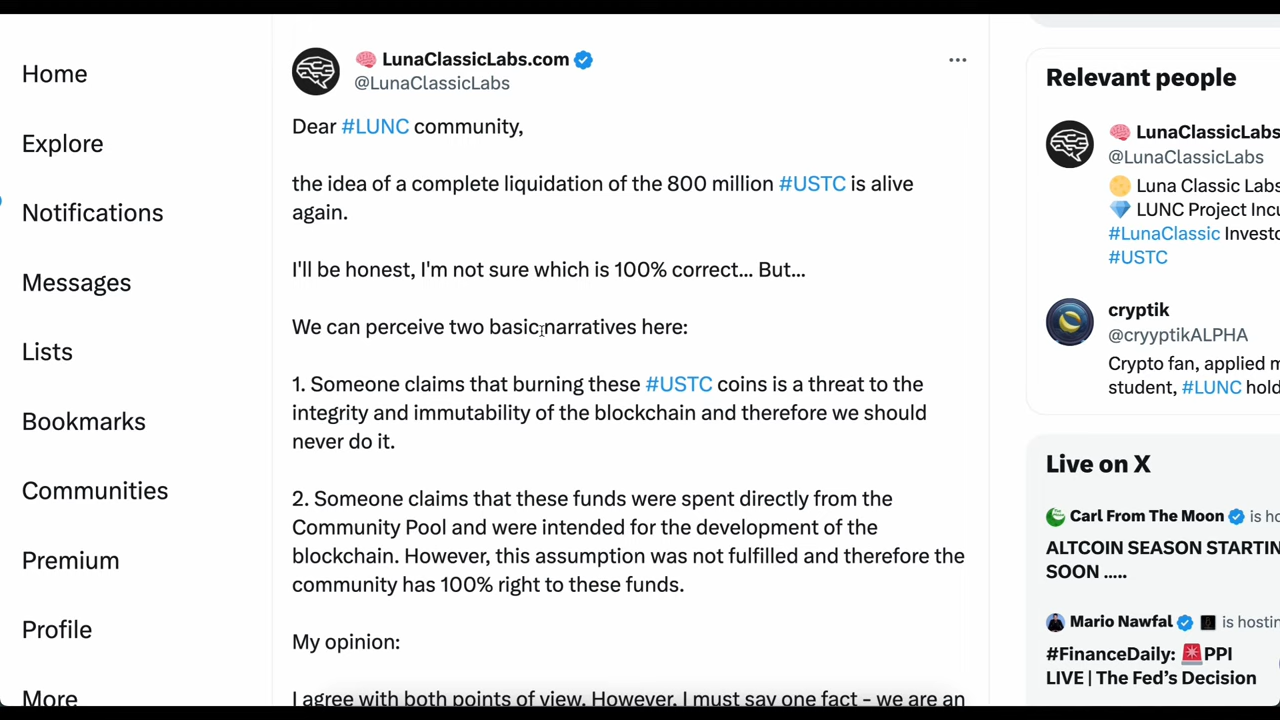 Home
Explore
Notifications
Messages
Lists
Bookmarks
Communities
Premium
Profile
More
🧠 LunaClassicLabs.com
@LunaClassicLabs
Dear #LUNC community,
the idea of a complete liquidation of the 800 million #USTC is alive
again.
I'll be honest, I'm not sure which is 100% correct... But...
We can perceive two basic narratives here:
1. Someone claims that burning these #USTC coins is a threat to the
integrity and immutability of the blockchain and therefore we should
never do it.
2. Someone claims that these funds were spent directly from the
Community Pool and were intended for the development of the
blockchain. However, this assumption was not fulfilled and therefore the
community has 100% right to these funds.
My opinion:
I agree with both points of view. However, I must say one fact - we are an
Relevant people
🧠 LunaClassicLabs
@LunaClassicLabs
🌕 Luna Classic Labs
💎 LUNC Project Incu
#LunaClassic Investo
#USTC
cryptik
@cryyptikALPHA
Crypto fan, applied m
student, #LUNC hold
Live on X
Carl From The Moon is ho
ALTCOIN SEASON STARTIN
SOON .....
Mario Nawfal is hostin
#FinanceDaily: 🚨PPI
LIVE | The Fed's Decision